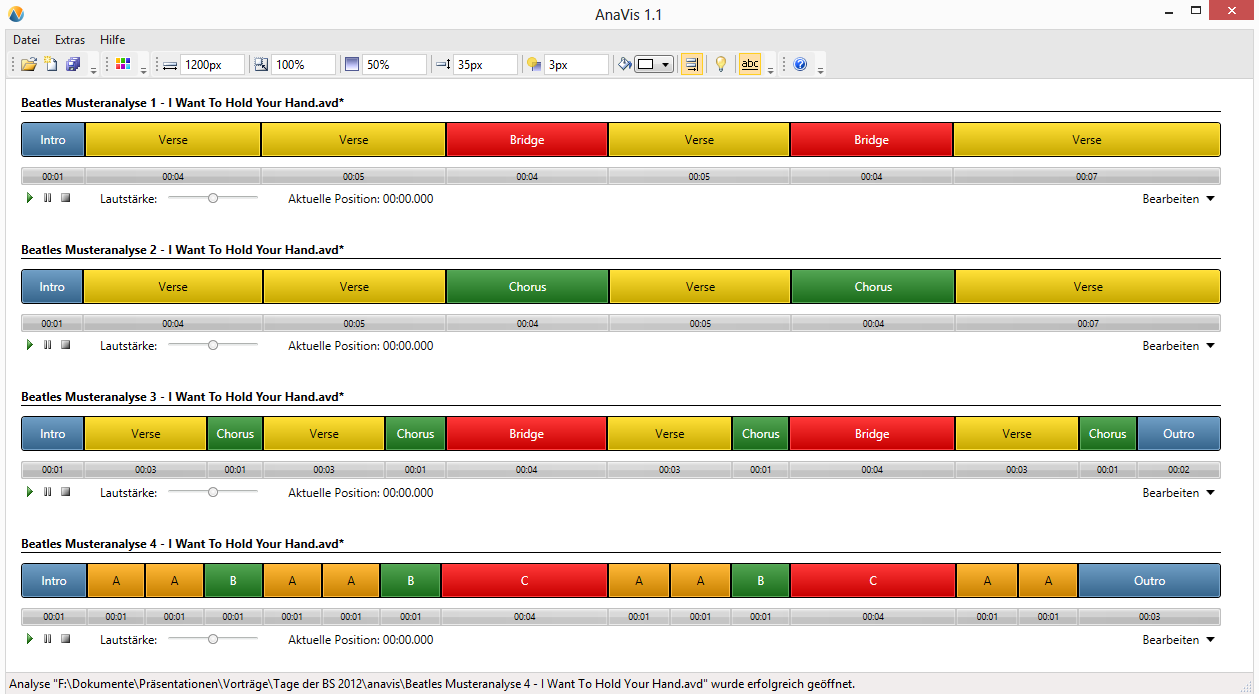 AnaVis 1.1
Datei Extras Hilfe
1200px 100% 50% 35px 3px abc
Beatles Musteranalyse 1 - I Want To Hold Your Hand.avd*
Intro Verse Verse Bridge Verse Bridge Verse
00:01 00:04 00:05 00:04 00:05 00:04 00:07
Lautstärke: Aktuelle Position: 00:00.000 Bearbeiten
Beatles Musteranalyse 2 - I Want To Hold Your Hand.avd*
Intro Verse Verse Chorus Verse Chorus Verse
00:01 00:04 00:05 00:04 00:05 00:04 00:07
Lautstärke: Aktuelle Position: 00:00.000 Bearbeiten
Beatles Musteranalyse 3 - I Want To Hold Your Hand.avd*
Intro Verse Chorus Verse Chorus Bridge Verse Chorus Bridge Verse Chorus Outro
00:01 00:03 00:01 00:03 00:01 00:04 00:03 00:01 00:04 00:03 00:01 00:02
Lautstärke: Aktuelle Position: 00:00.000 Bearbeiten
Beatles Musteranalyse 4 - I Want To Hold Your Hand.avd*
Intro A A B A A B C A A B C A A Outro
00:01 00:01 00:01 00:01 00:01 00:01 00:01 00:04 00:01 00:01 00:01 00:04 00:01 00:01 00:03
Lautstärke: Aktuelle Position: 00:00.000 Bearbeiten
Analyse "F:\Dokumente\Präsentationen\Vorträge\Tage der BS 2012\anavis\Beatles Musteranalyse 4 - I Want To Hold Your Hand.avd" wurde erfolgreich geöffnet.